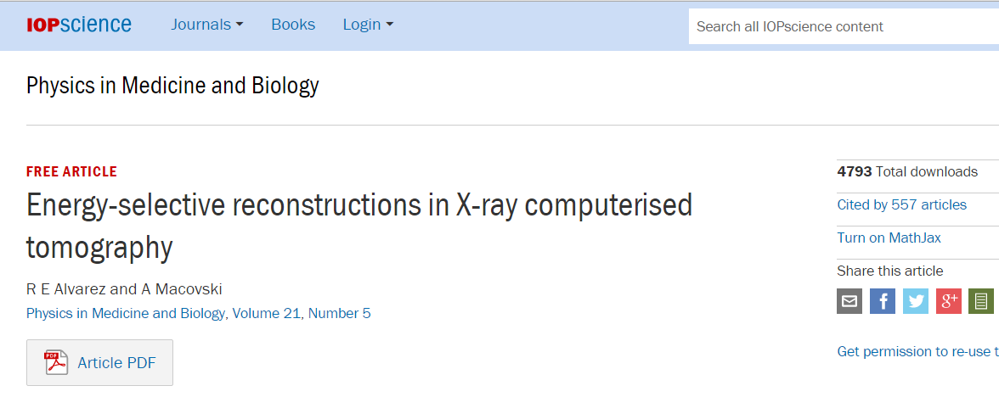 IOPscience Journals Books Login Search all IOPscience content
Physics in Medicine and Biology
FREE ARTICLE
Energy-selective reconstructions in X-ray computerised
tomography
R E Alvarez and A Macovski
Physics in Medicine and Biology, Volume 21, Number 5
PDF Article PDF
4793 Total downloads
Cited by 557 articles
Turn on MathJax
Share this article
f g+
Get permission to re-use t